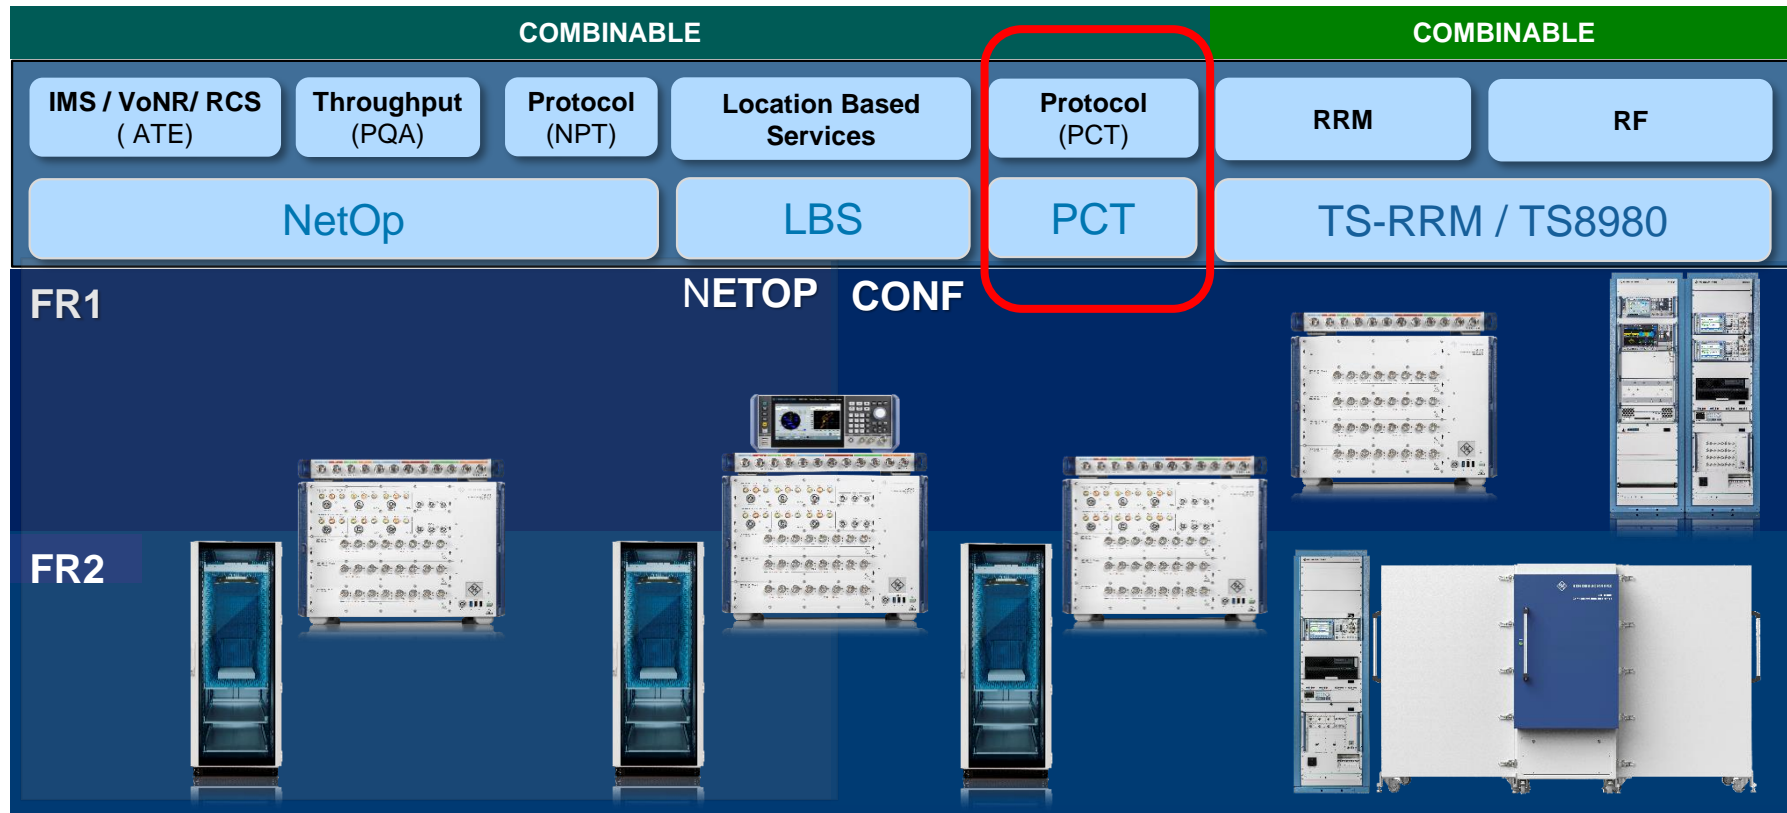 COMBINABLE
COMBINABLE
IMS / VoNR/ RCS
( ATE)
Throughput
(PQA)
Protocol
(NPT)
Location Based
Services
Protocol
(PCT)
RRM
RF
NetOp
LBS
PCT
TS-RRM / TS8980
FR1
NETOP
CONF
FR2